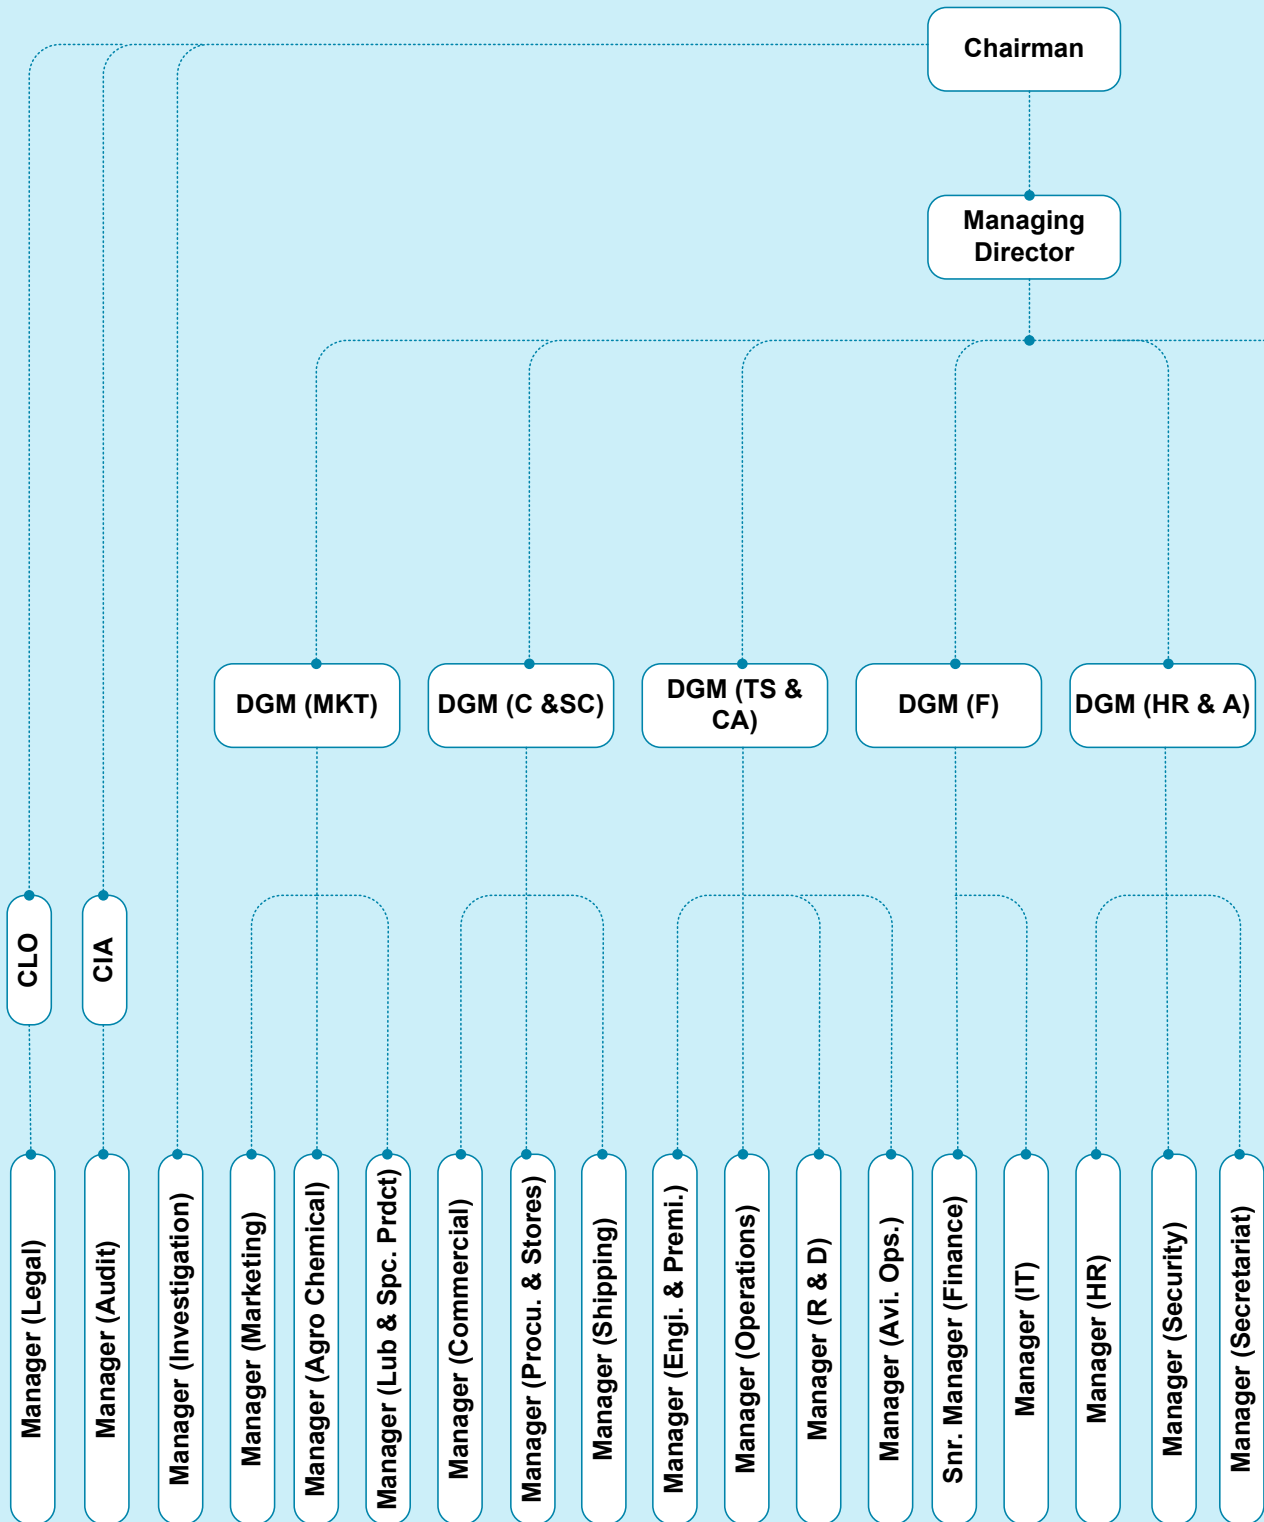 Chairman
Managing
Director
DGM (MKT)
DGM (C &SC)
DGM (TS &
CA)
DGM (F)
DGM (HR & A)
CLO
CIA
Manager (Legal)
Manager (Audit)
Manager (Investigation)
Manager (Marketing)
Manager (Agro Chemical)
Manager (Lub & Spc. Prdct)
Manager (Commercial)
Manager (Procu. & Stores)
Manager (Shipping)
Manager (Engi. & Premi.)
Manager (Operations)
Manager (R & D)
Manager (Avi. Ops.)
Snr. Manager (Finance)
Manager (IT)
Manager (HR)
Manager (Security)
Manager (Secretariat)